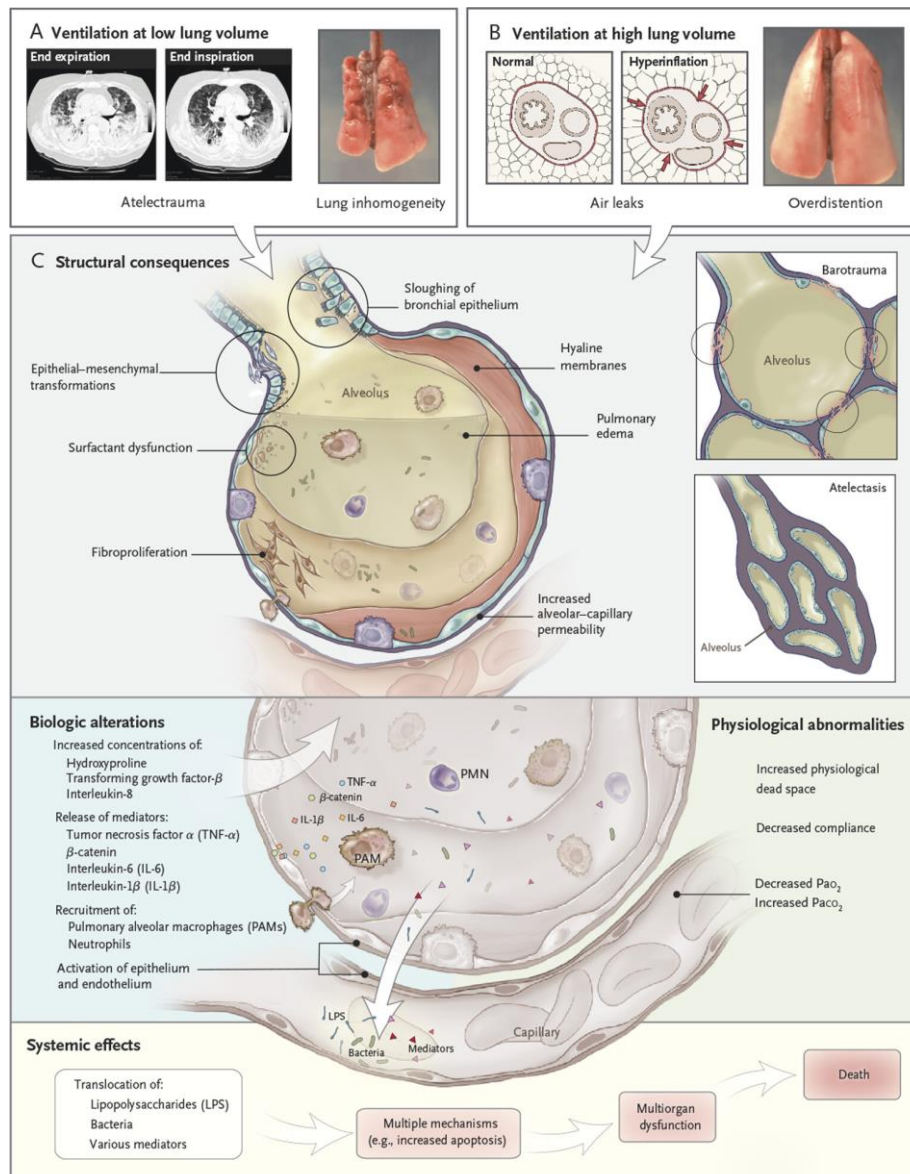 A Ventilation at low lung volume
End expiration
End inspiration
Atelectrauma
Lung inhomogeneity
B Ventilation at high lung volume
Normal
Hyperinflation
Air leaks
Overdistention
C Structural consequences
Sloughing of
bronchial epithelium
Epithelial–mesenchymal
transformations
Surfactant dysfunction
Fibroproliferation
Alveolus
Hyaline
membranes
Pulmonary
edema
Increased
alveolar–capillary
permeability
Barotrauma
Alveolus
Atelectasis
Alveolus
Biologic alterations
Increased concentrations of:
Hydroxyproline
Transforming growth factor-β
Interleukin-8
Release of mediators:
Tumor necrosis factor α (TNF-α)
β-catenin
Interleukin-6 (IL-6)
Interleukin-1β (IL-1β)
Recruitment of:
Pulmonary alveolar macrophages (PAMs)
Neutrophils
Activation of epithelium
and endothelium
TNF-α
β-catenin
IL-1β
IL-6
PMN
PAM
LPS
Bacteria
Mediators
Capillary
Physiological abnormalities
Increased physiological
dead space
Decreased compliance
Decreased PaO2
Increased PaCO2
Systemic effects
Translocation of:
Lipopolysaccharides (LPS)
Bacteria
Various mediators
Multiple mechanisms
(e.g., increased apoptosis)
Multiorgan
dysfunction
Death